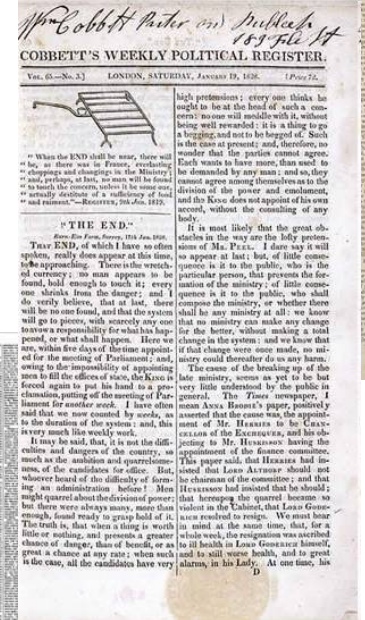 Wm Cobbett Printer and Publisher
183 Fleet St
COBBETT'S WEEKLY POLITICAL REGISTER.
VOL. 65.—No. 3.] LONDON, SATURDAY, JANUARY 19, 1828. [Price 7d.
" When the END shall be near, there will
" be, as there was in France, everlasting
" choppings and changings in the Ministry;
" and, perhaps, at last, no man will be found
" to touch the concern, unless it be some one,
" actually destitute of a sufficiency of food
" and raiment."—REGISTER, 9th Jan. 1819.
"THE END."
Barn-Elm Farm, Surrey, 17th Jan. 1828.
THAT END, of which I have so often
spoken, really does appear at this time,
to be approaching. There is the wretch-
ed currency; no man appears to be
found, bold enough to touch it; every
one shrinks from the danger; and I
do verily believe, that at last, there
will be no one found, and that the system
will go to pieces, with scarcely any one
to avow a responsibility for what has hap-
pened, or what shall happen. Here we
are, within five days of the time appoint-
ed for the meeting of Parliament; and,
owing to the impossibility of appointing
men to fill the offices of state, the KING is
forced again to put his hand to a pro-
clamation, putting off the meeting of Par-
liament for another week. I have often
said that we now counted by weeks, as
to the duration of the system: and, this
is very much like weekly work.
It may be said, that, it is not the diffi-
culties and dangers of the country, so
much as the ambition and quarrelsome-
ness, of the candidates for office. But,
whoever heard of the difficulty of form-
ing an administration before! Men
might quarrel about the division of power;
but there were always many, more than
enough, found ready to grasp hold of it.
The truth is, that when a thing is worth
little or nothing, and presents a greater
chance of danger, than of benefit, or as
great a chance at any rate; when such
is the case, all the candidates have very
high pretensions; every one thinks he
ought to be at the head of such a con-
cern: no one will meddle with it, without
being well rewarded: it is a thing to go
a begging, and not to be begged of. Such
is the case at present; and, therefore, no
wonder that the parties cannot agree.
Each wants to have more, than used to
be demanded by any man; and so, they
cannot agree among themselves as to the
division of the power and emolument,
and the KING does not appoint of his own
accord, without the consulting of any
body.
It is most likely that the great ob-
stacles in the way are the lofty preten-
sions of MR. PEEL. I dare say it will
so appear at last; but, of little conse-
quence is it to the public, who is the
particular person, that prevents the for-
mation of the ministry; of little conse-
quence is it to the public, who shall
compose the ministry, or whether there
shall be any ministry at all: we know
that no ministry can make any change
for the better, without making a total
change in the system: and we know that
if that change were once made, no mi-
nistry could thereafter do us any harm.
The cause of the breaking up of the
late ministry, seems as yet to be but
very little understood by the public in
general. The Times newspaper, I
mean ANNA BRODIE's paper, positively
asserted that the cause was, the appoint-
ment of MR. HERRIES to be CHAN-
CELLOR of the EXCHEQUER, and his ob-
jecting to MR. HUSKISSON having the
appointment of the finance committee.
This paper said, that HERRIES had in-
sisted that LORD ALTHORP should not
be chairman of the committee; and that
HUSKISSON had insisted that he should;
that hereupon the quarrel became so
violent in the Cabinet, that LORD GODE-
RICH resolved to resign. We must bear
in mind at the same time, that, for a
whole week, the resignation was ascribed
to ill health in LORD GODERICH himself,
and to still worse health, and to great
alarms, in his Lady. At one time, his
D